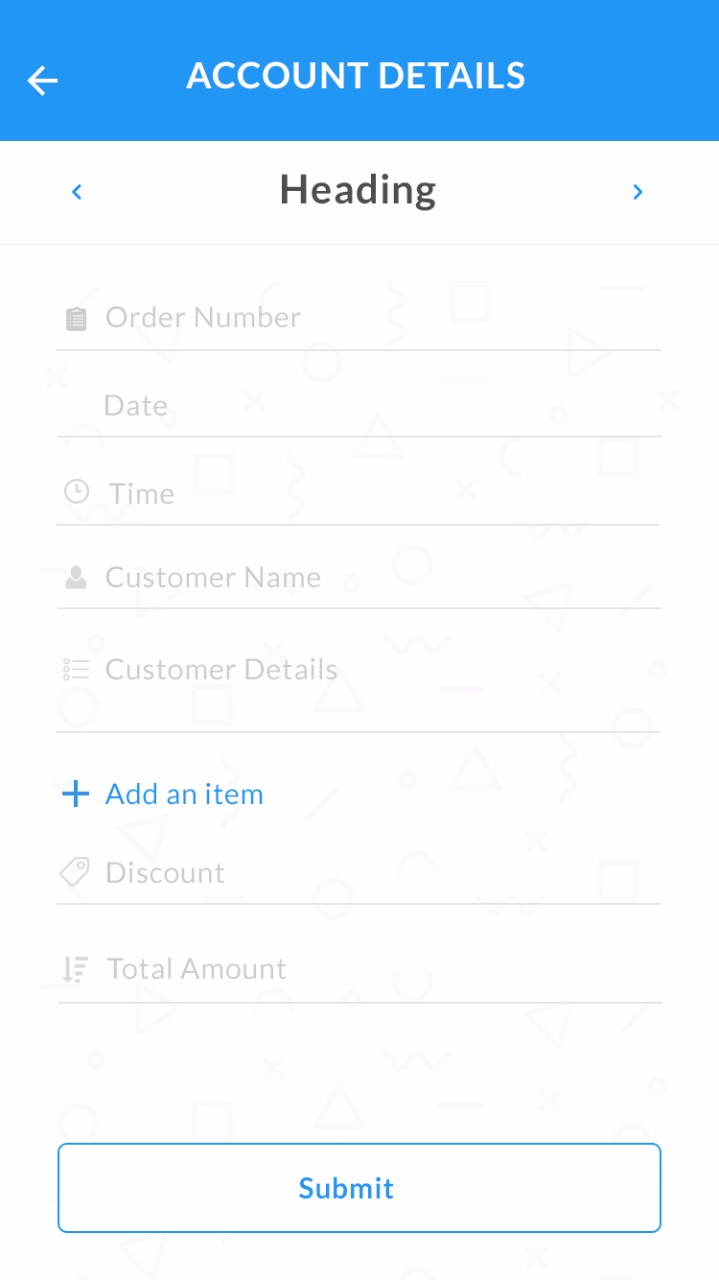 ACCOUNT DETAILS
Heading
Order Number
Date
Time
Customer Name
Customer Details
Add an item
Discount
Total Amount
Submit